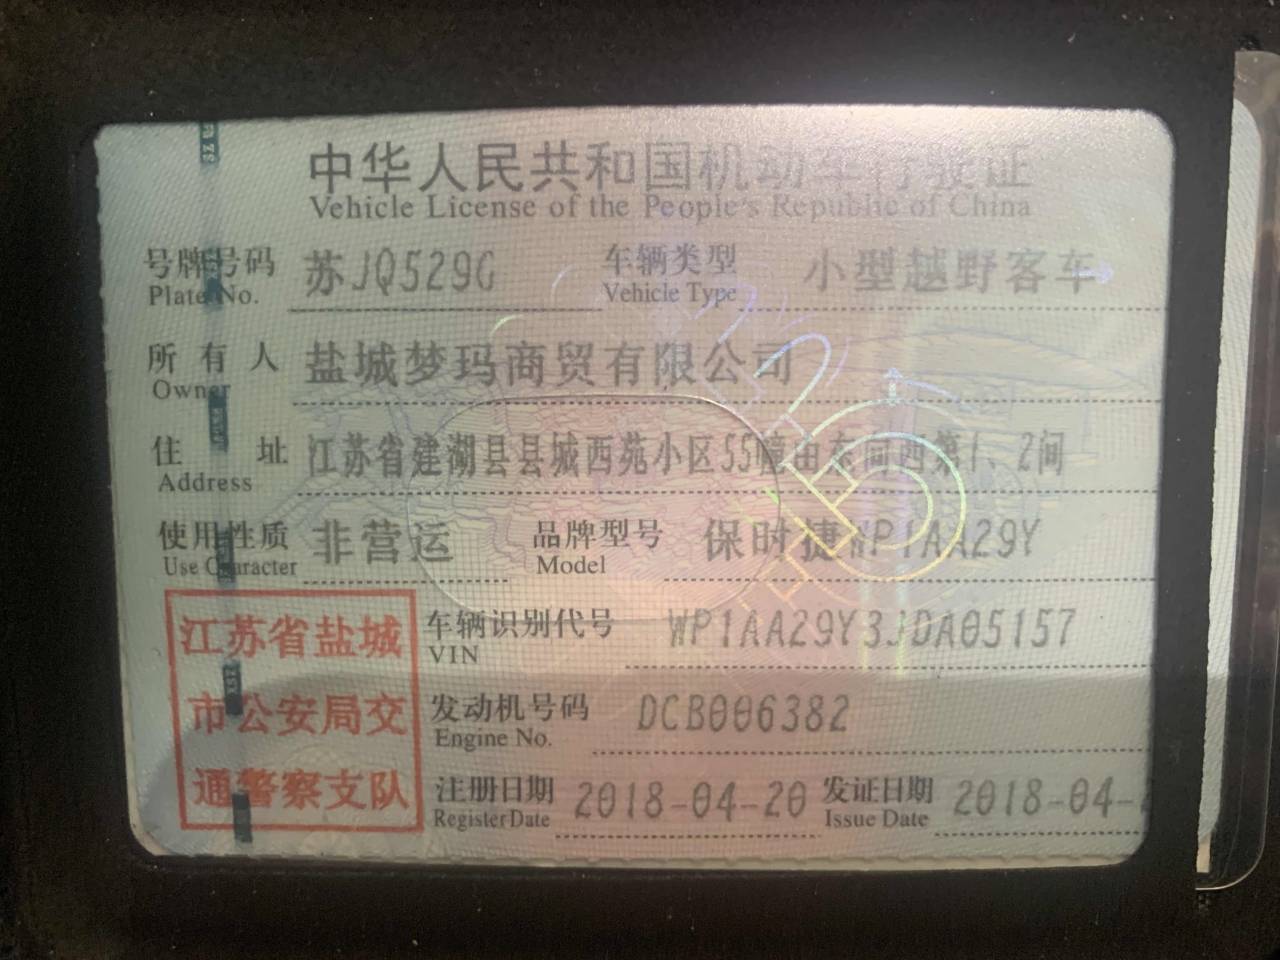 中华人民共和国机动车行驶证
Vehicle License of the People's Republic of China
号牌号码 苏JQ529G 车辆类型 小型越野客车
Plate No. Vehicle Type
所有人 盐城梦玛商贸有限公司
Owner
住址 江苏省建湖县县城西苑小区55幢由东向西第1、2间
Address
使用性质 非营运 品牌型号 保时捷WP1AA29Y
Use Character Model
江苏省盐城
市公安局交
通警察支队
车辆识别代号 WP1AA29Y3JDA05157
VIN
发动机号码 DCB006382
Engine No.
注册日期 2018-04-20 发证日期 2018-04-
Register Date Issue Date